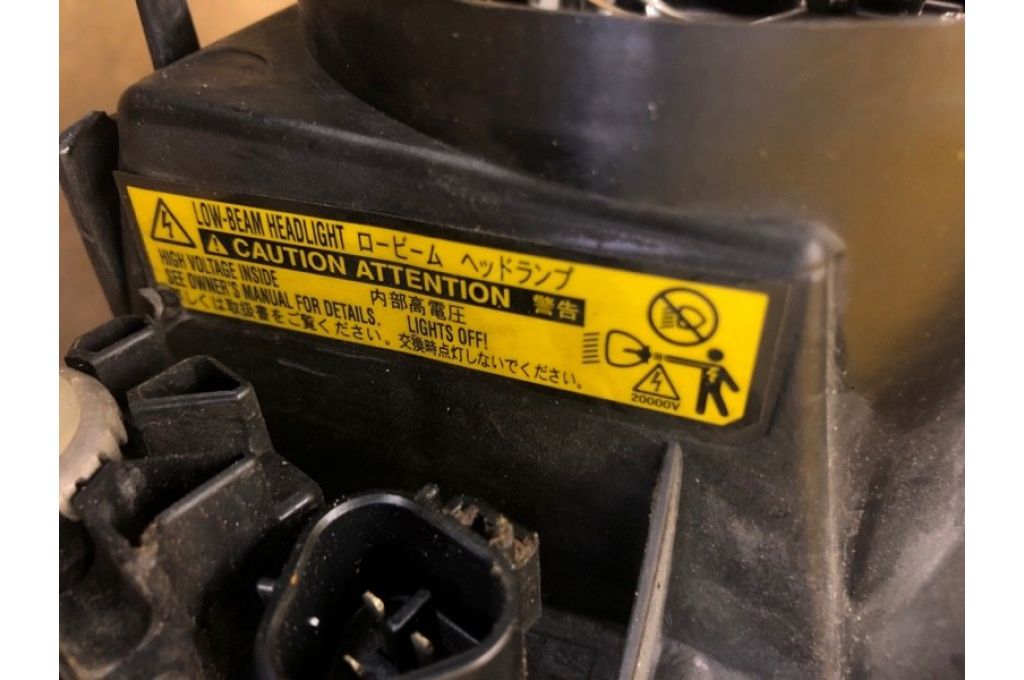 LOW-BEAM HEADLIGHT ロービーム ヘッドランプ
CAUTION ATTENTION 警告
HIGH VOLTAGE INSIDE 内部高電圧
SEE OWNER'S MANUAL FOR DETAILS. LIGHTS OFF!
しくは取扱書をご覧ください。交換時点灯しないでください。
20000V